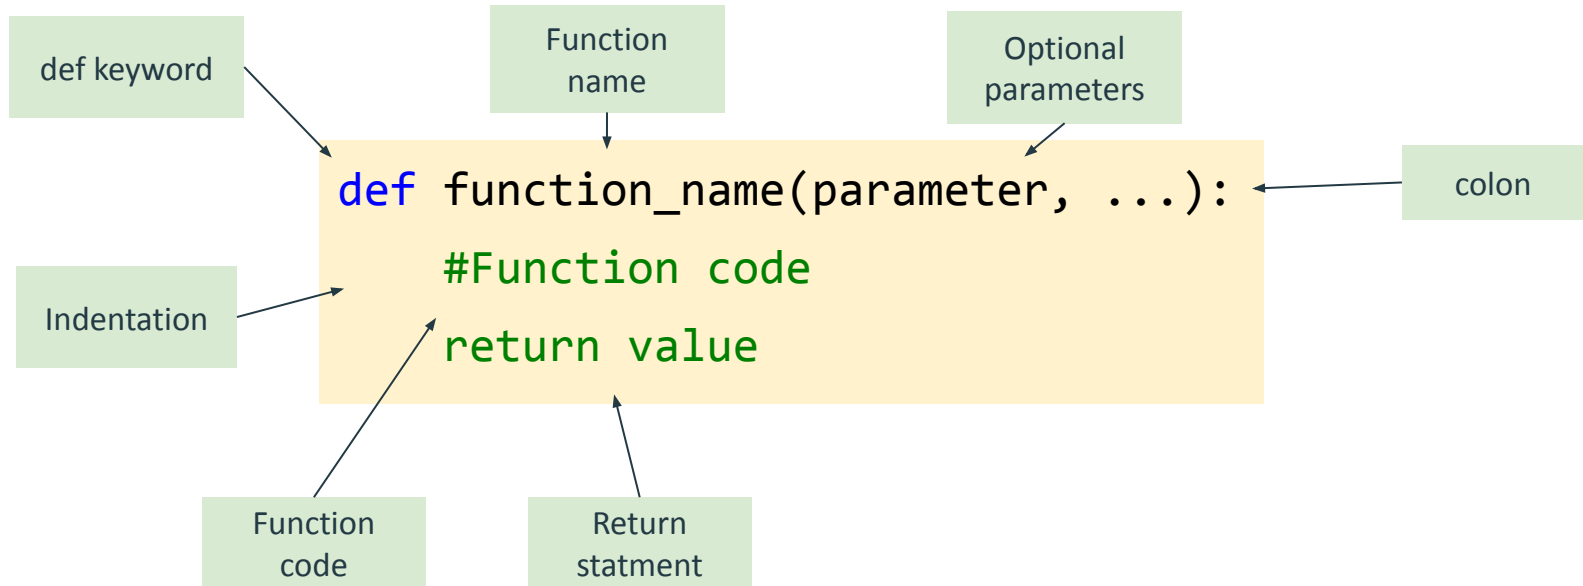 def keyword
Function
name
Optional
parameters
colon
def function_name(parameter, ...):
#Function code
return value
Indentation
Function
code
Return
statment